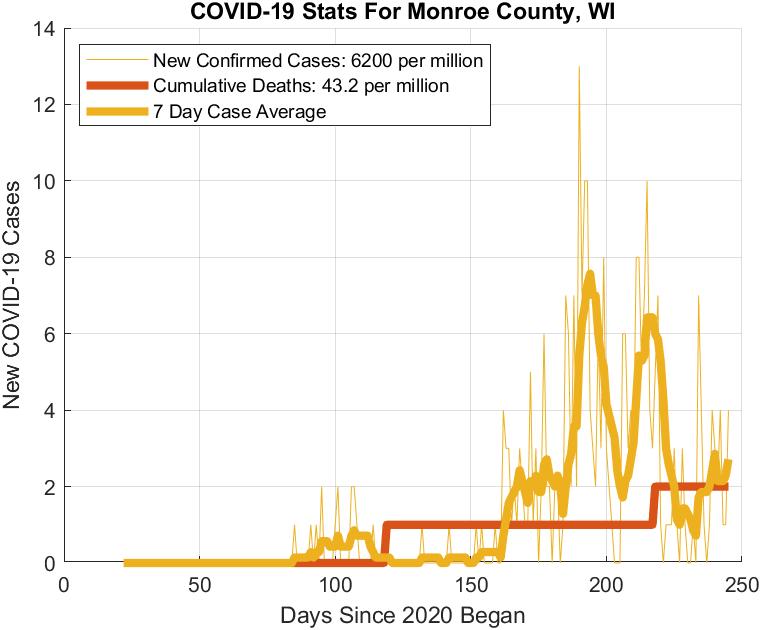 COVID-19 Stats For Monroe County, WI
New Confirmed Cases: 6200 per million
Cumulative Deaths: 43.2 per million
7 Day Case Average
New COVID-19 Cases
14
12
10
8
6
4
2
0
0 50 100 150 200 250
Days Since 2020 Began